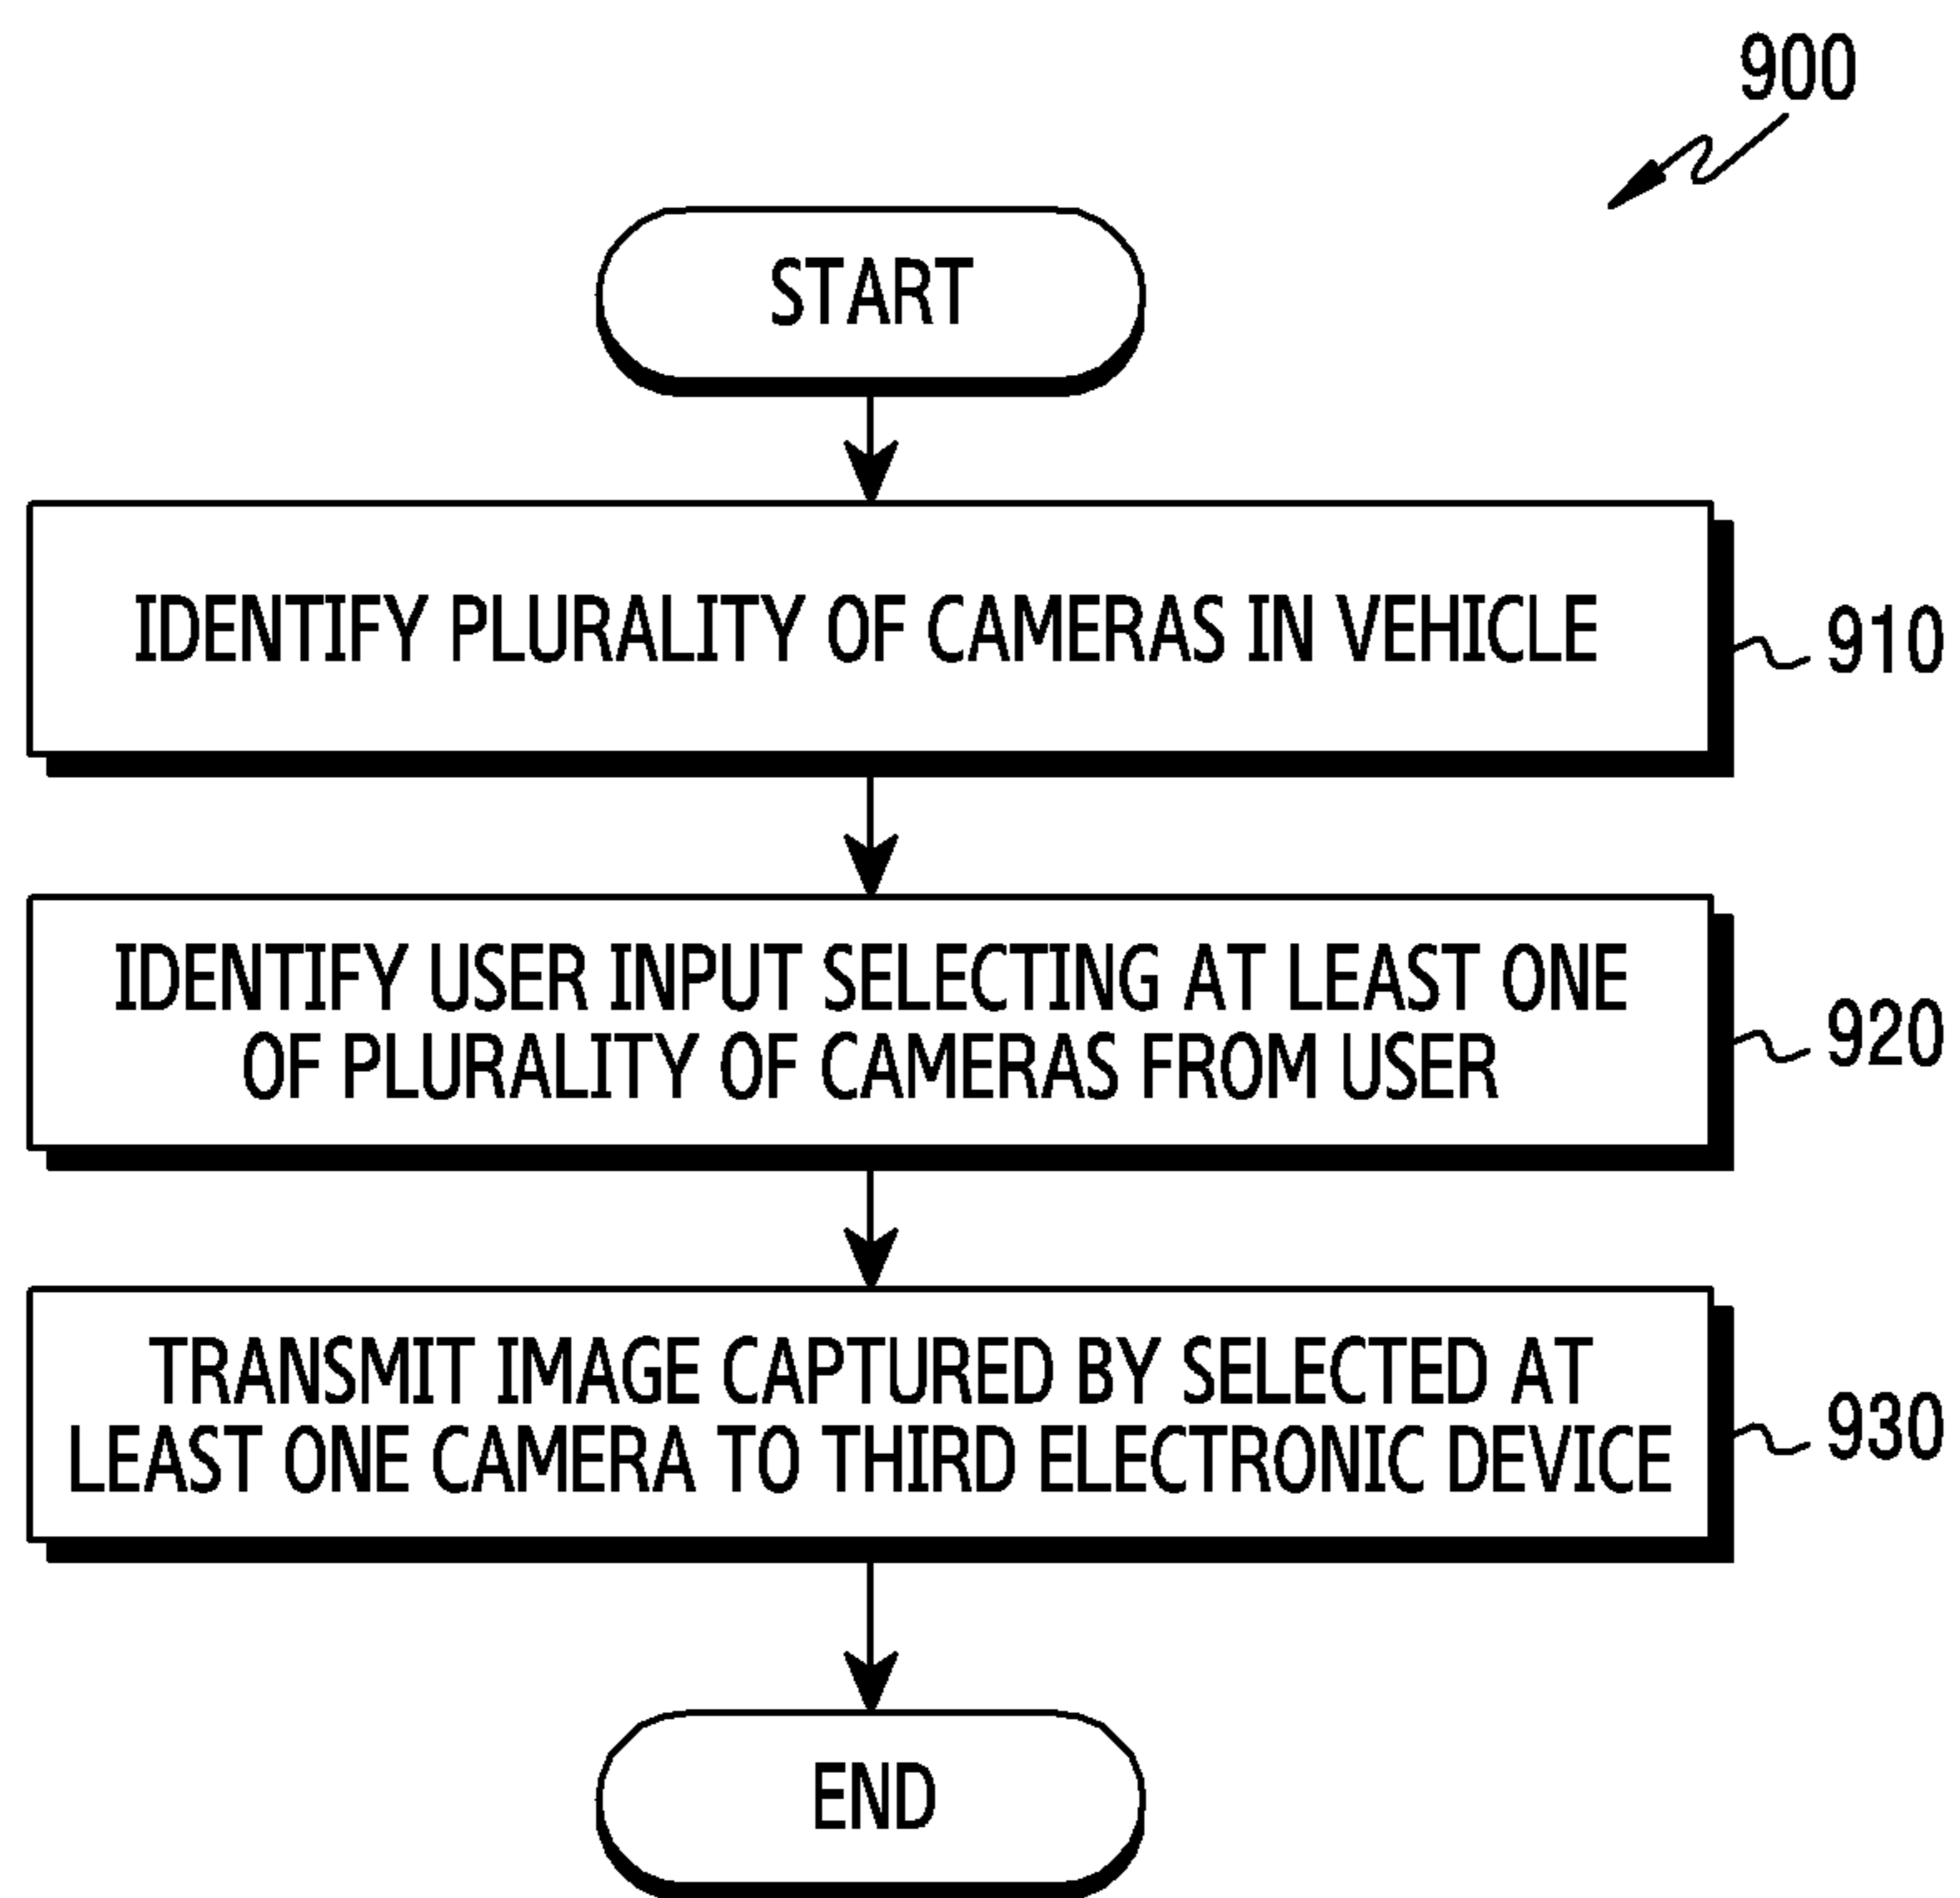 900
START
IDENTIFY PLURALITY OF CAMERAS IN VEHICLE
910
IDENTIFY USER INPUT SELECTING AT LEAST ONE
OF PLURALITY OF CAMERAS FROM USER
920
TRANSMIT IMAGE CAPTURED BY SELECTED AT
LEAST ONE CAMERA TO THIRD ELECTRONIC DEVICE
930
END